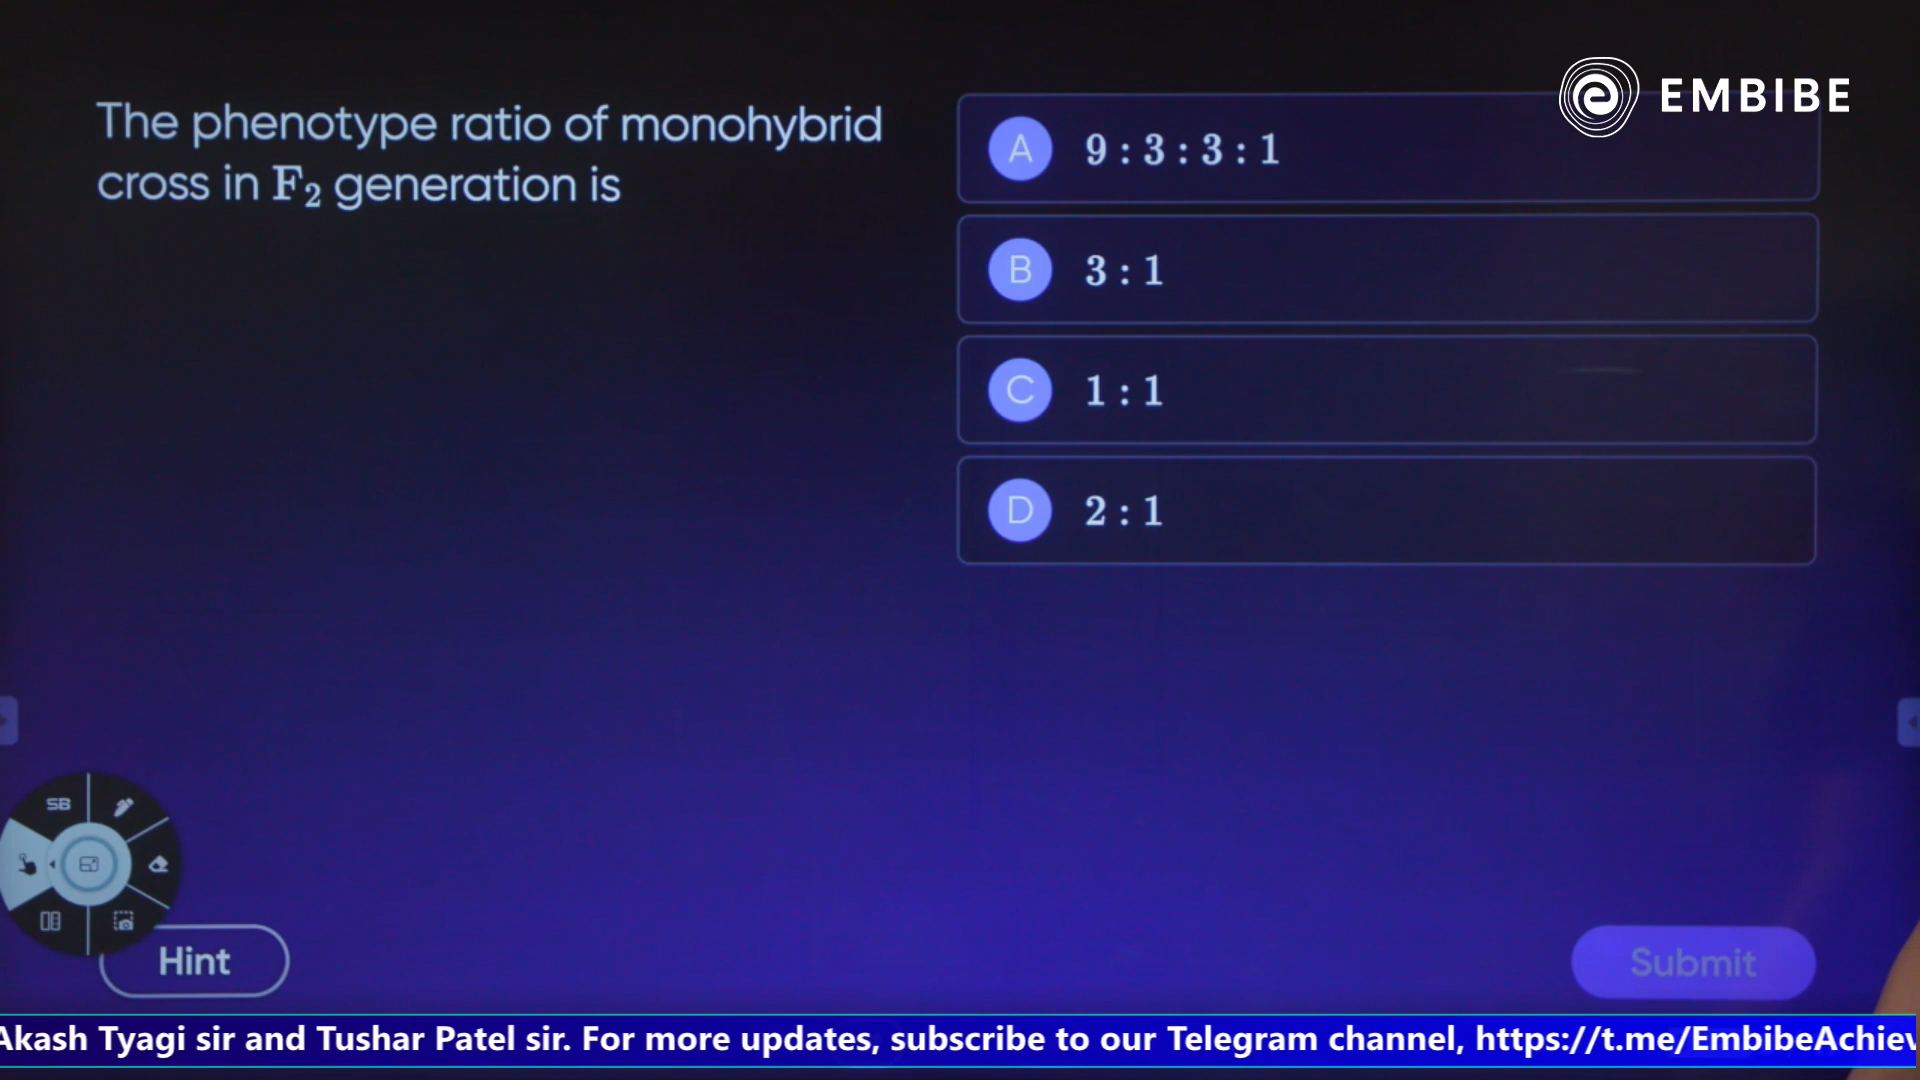 The phenotype ratio of monohybrid
cross in F₂ generation is
EMBIBE
A 9 : 3 : 3 : 1
B 3 : 1
C 1 : 1
D 2 : 1
SB
Hint
Submit
Akash Tyagi sir and Tushar Patel sir. For more updates, subscribe to our Telegram channel, https://t.me/EmbibeAchiev